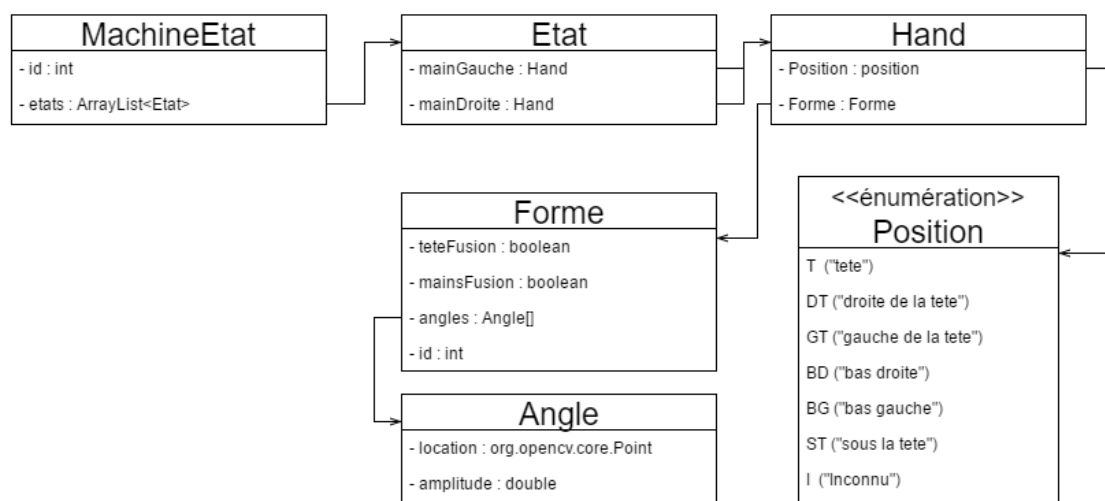 MachineEtat
- id : int
- etats : ArrayList<Etat>
Etat
- mainGauche : Hand
- mainDroite : Hand
Hand
- Position : position
- Forme : Forme
Forme
- teteFusion : boolean
- mainsFusion : boolean
- angles : Angle[]
- id : int
Angle
- location : org.opencv.core.Point
- amplitude : double
<<énumération>>
Position
T ("tete")
DT ("droite de la tete")
GT ("gauche de la tete")
BD ("bas droite")
BG ("bas gauche")
ST ("sous la tete")
I ("Inconnu")